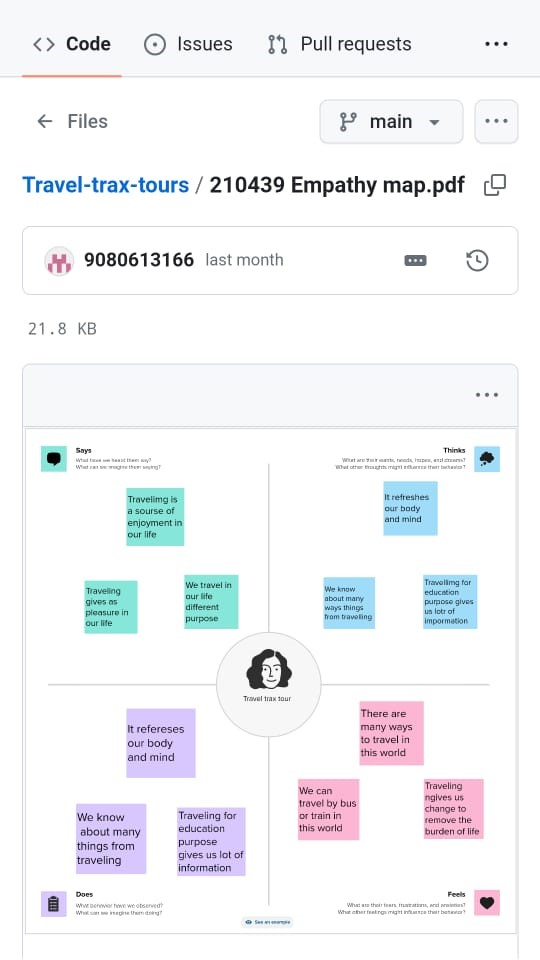 Code
Issues
Pull requests
Files
main
Travel-trax-tours / 210439 Empathy map.pdf
9080613166 last month
21.8 KB
Says
What have we heard them say?
What can we imagine them saying?
Thinks
What are their wants, needs, hopes, and dreams?
What other thoughts might influence their behavior?
Travelimg is
a sourse of
enjoyment in
our life
It refreshes
our body
and mind
Traveling
gives as
pleasure in
our life
We travel in
our life
different
purpose
We know
about many
ways things
from travelling
Travellimg for
education
purpose gives
us lotr of
impormation
Travel trax tour
It refereses
our body
and mind
There are
many ways
to travel in
this world
We know
about many
things from
traveling
Traveling for
education
purpose
gives us lot of
information
We can
travel by bus
or train in
this world
Traveling
ngives us
change to
remove the
burden of life
Does
What behavior have we observed?
What can we imagine them doing?
Feels
What are their fears, frustrations, and anxieties?
What other feelings might influence their behavior?
See an example